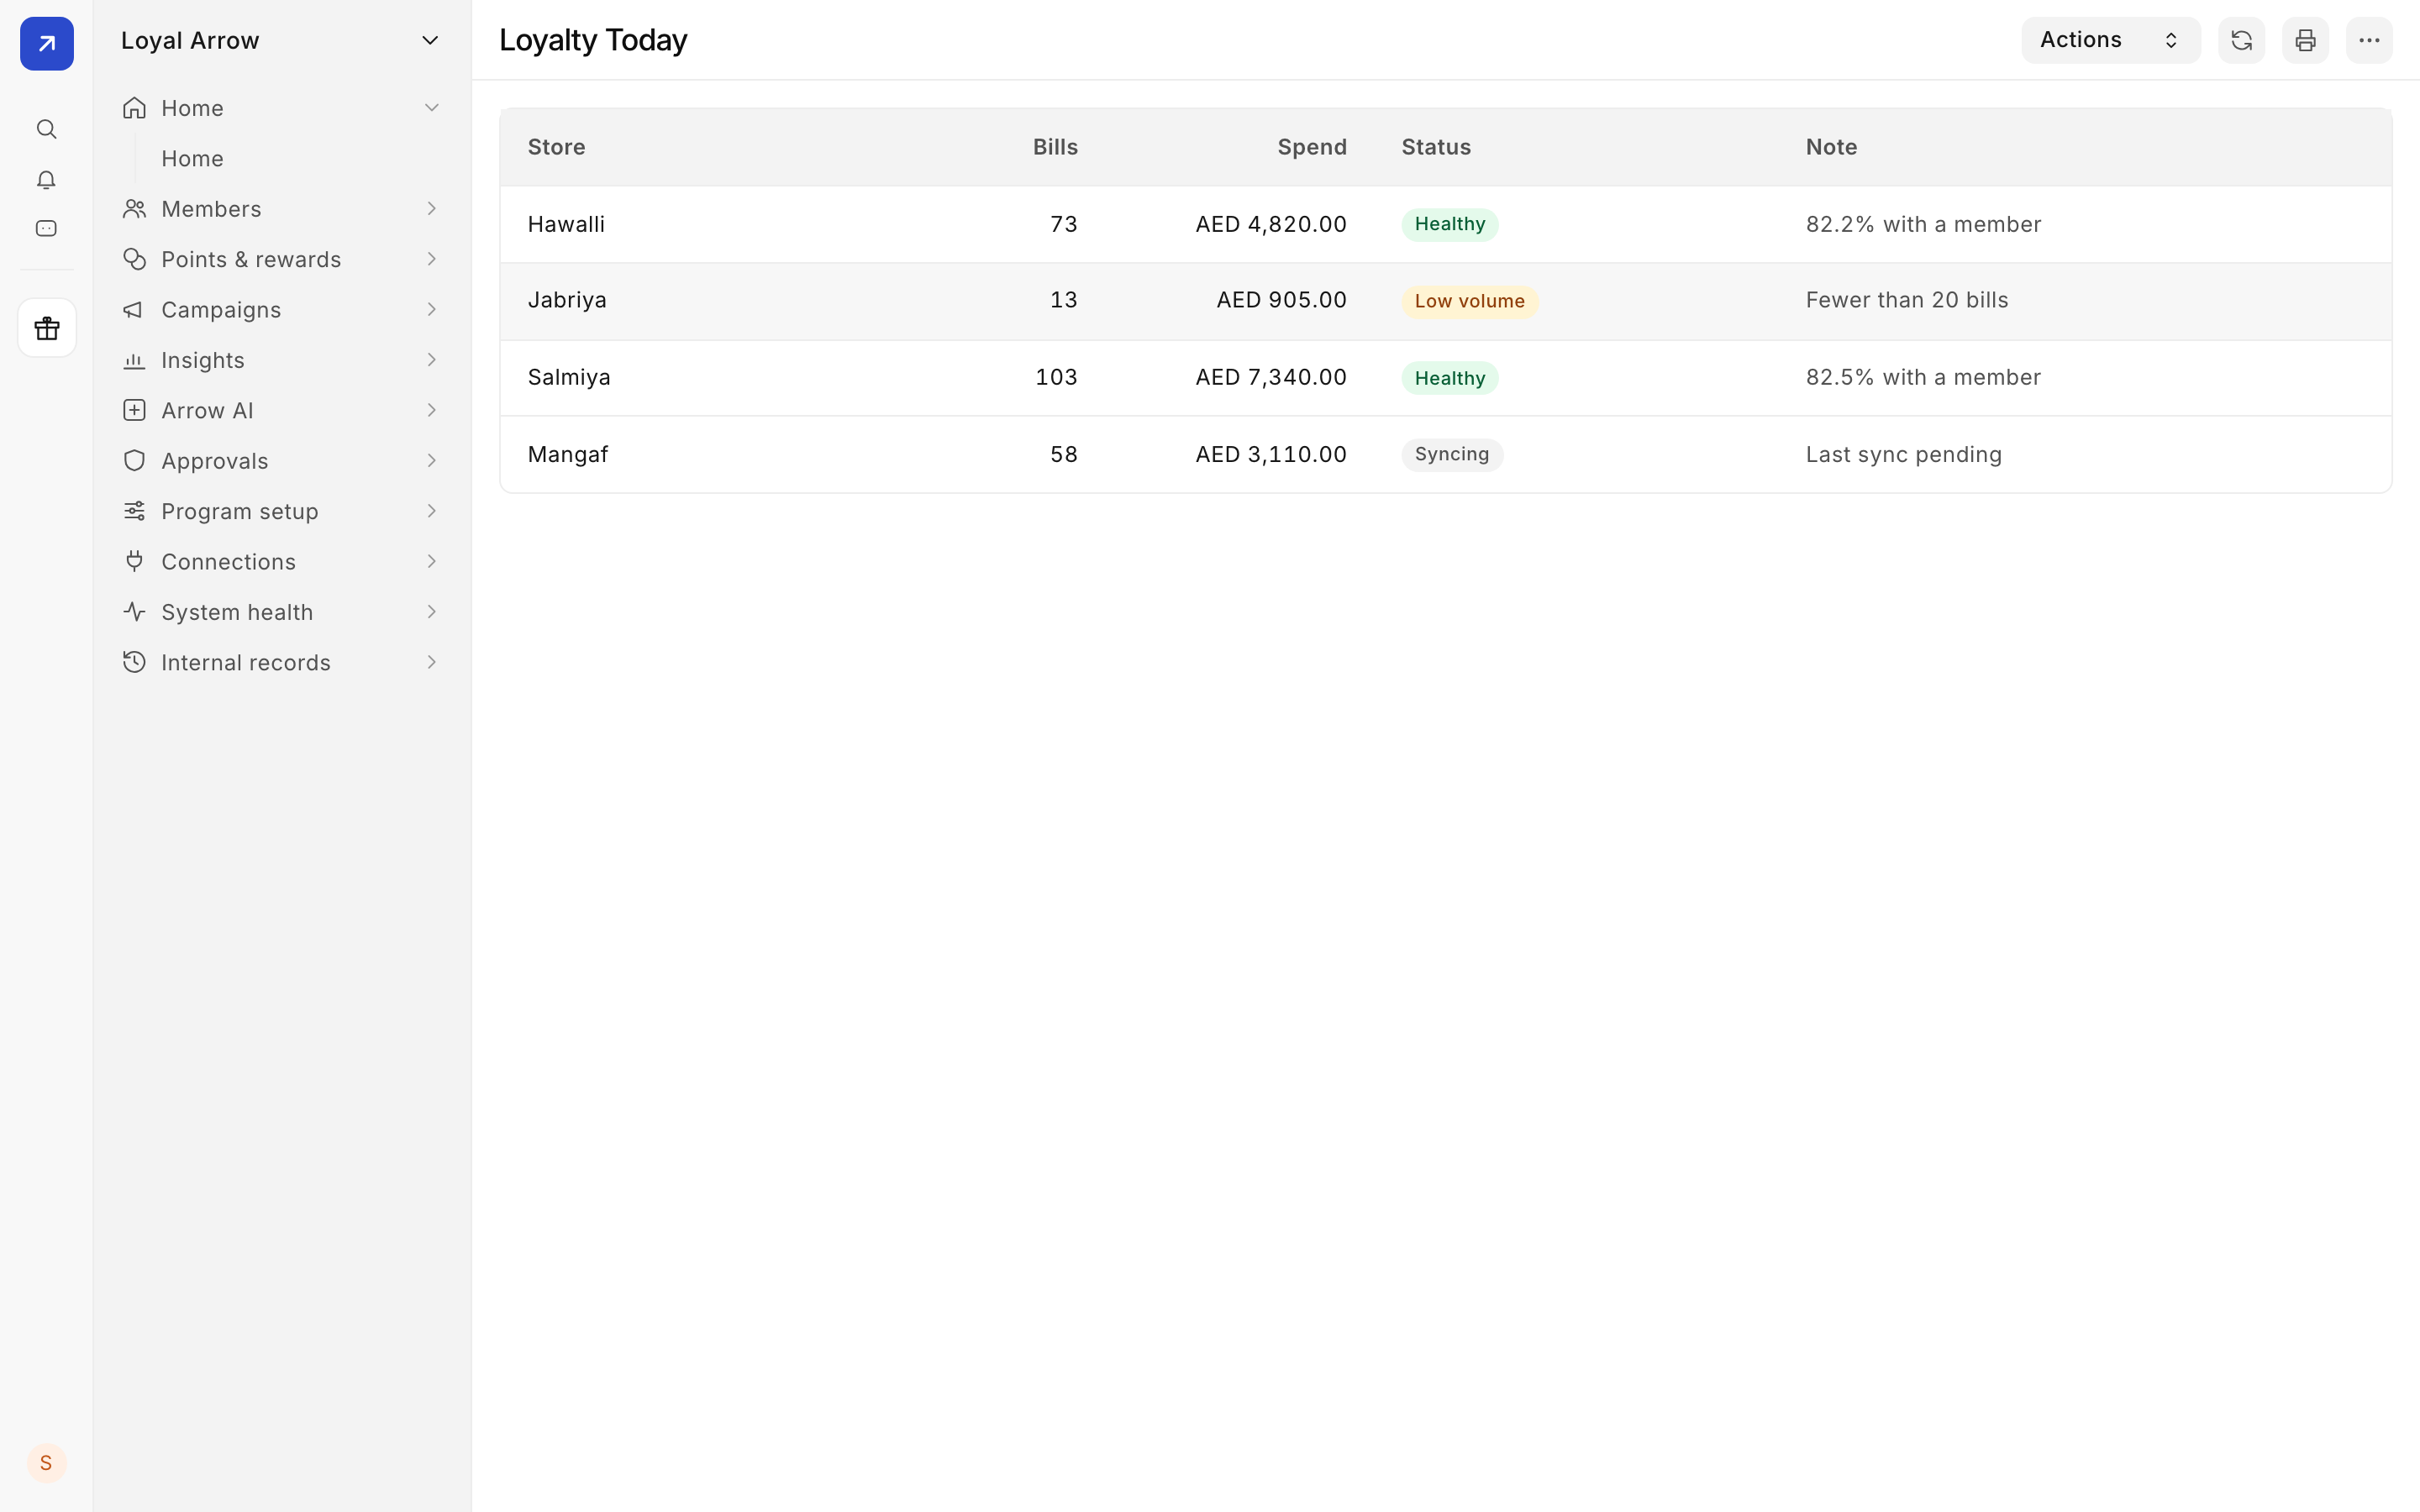 Loyal Arrow
Home
Home
Members
Points & rewards
Campaigns
Insights
Arrow AI
Approvals
Program setup
Connections
System health
Internal records
S
Loyalty Today
Actions
Store Bills Spend Status Note
Hawalli 73 AED 4,820.00 Healthy 82.2% with a member
Jabriya 13 AED 905.00 Low volume Fewer than 20 bills
Salmiya 103 AED 7,340.00 Healthy 82.5% with a member
Mangaf 58 AED 3,110.00 Syncing Last sync pending